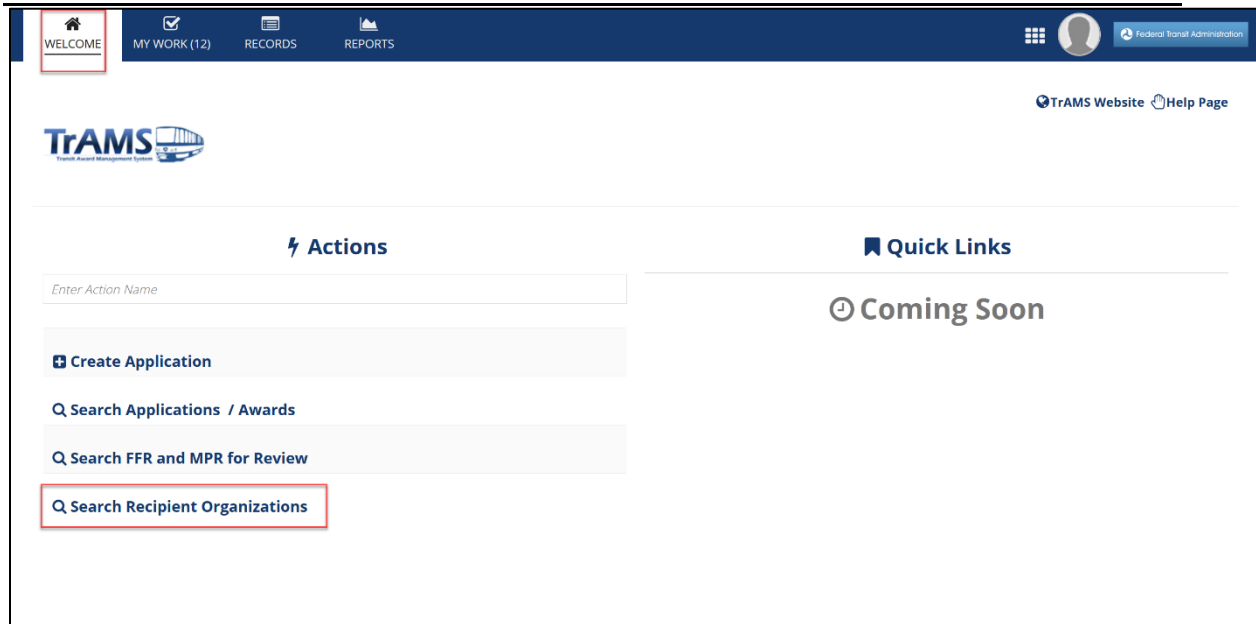 WELCOME MY WORK (12) RECORDS REPORTS Federal Transit Administration
TrAMS Website Help Page
TrAMS
Transit Award Management System
Actions
Quick Links
Enter Action Name
Coming Soon
Create Application
Search Applications / Awards
Search FFR and MPR for Review
Search Recipient Organizations